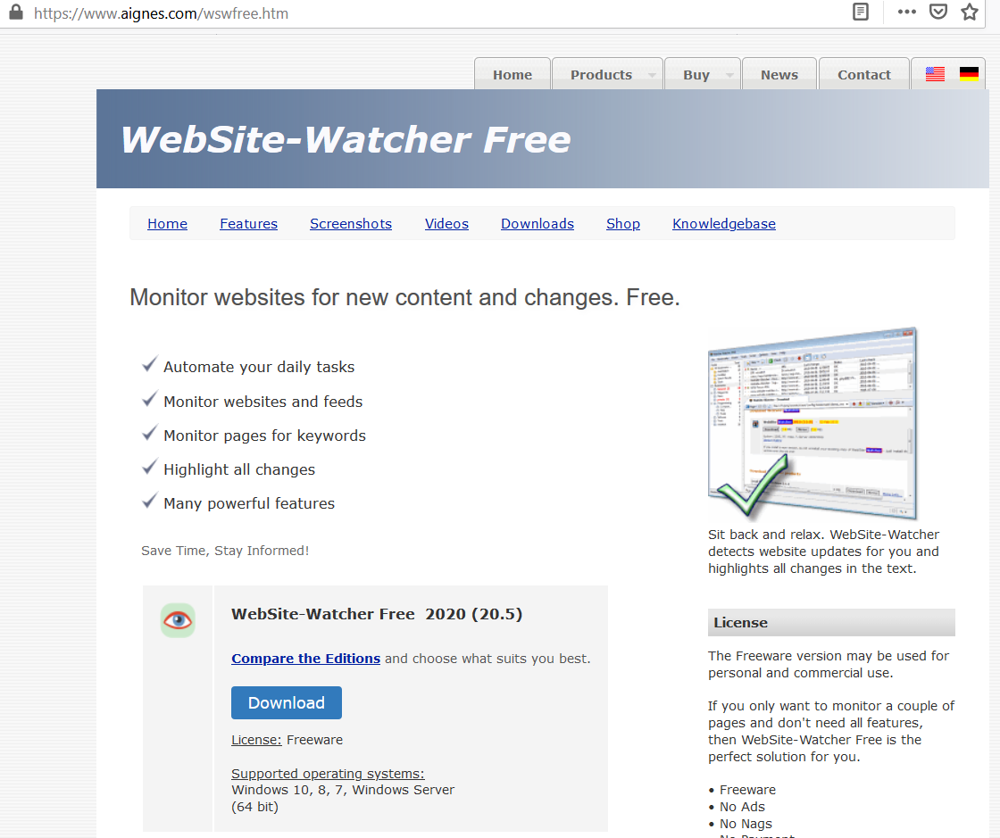 https://www.aignes.com/wswfree.htm
Home Products Buy News Contact
WebSite-Watcher Free
Home Features Screenshots Videos Downloads Shop Knowledgebase
Monitor websites for new content and changes. Free.
Automate your daily tasks
Monitor websites and feeds
Monitor pages for keywords
Highlight all changes
Many powerful features
Save Time, Stay Informed!
WebSite-Watcher Free 2020 (20.5)
Compare the Editions and choose what suits you best.
Download
License: Freeware
Supported operating systems:
Windows 10, 8, 7, Windows Server
(64 bit)
Sit back and relax. WebSite-Watcher
detects website updates for you and
highlights all changes in the text.
License
The Freeware version may be used for
personal and commercial use.
If you only want to monitor a couple of
pages and don't need all features,
then WebSite-Watcher Free is the
perfect solution for you.
• Freeware
• No Ads
• No Nags